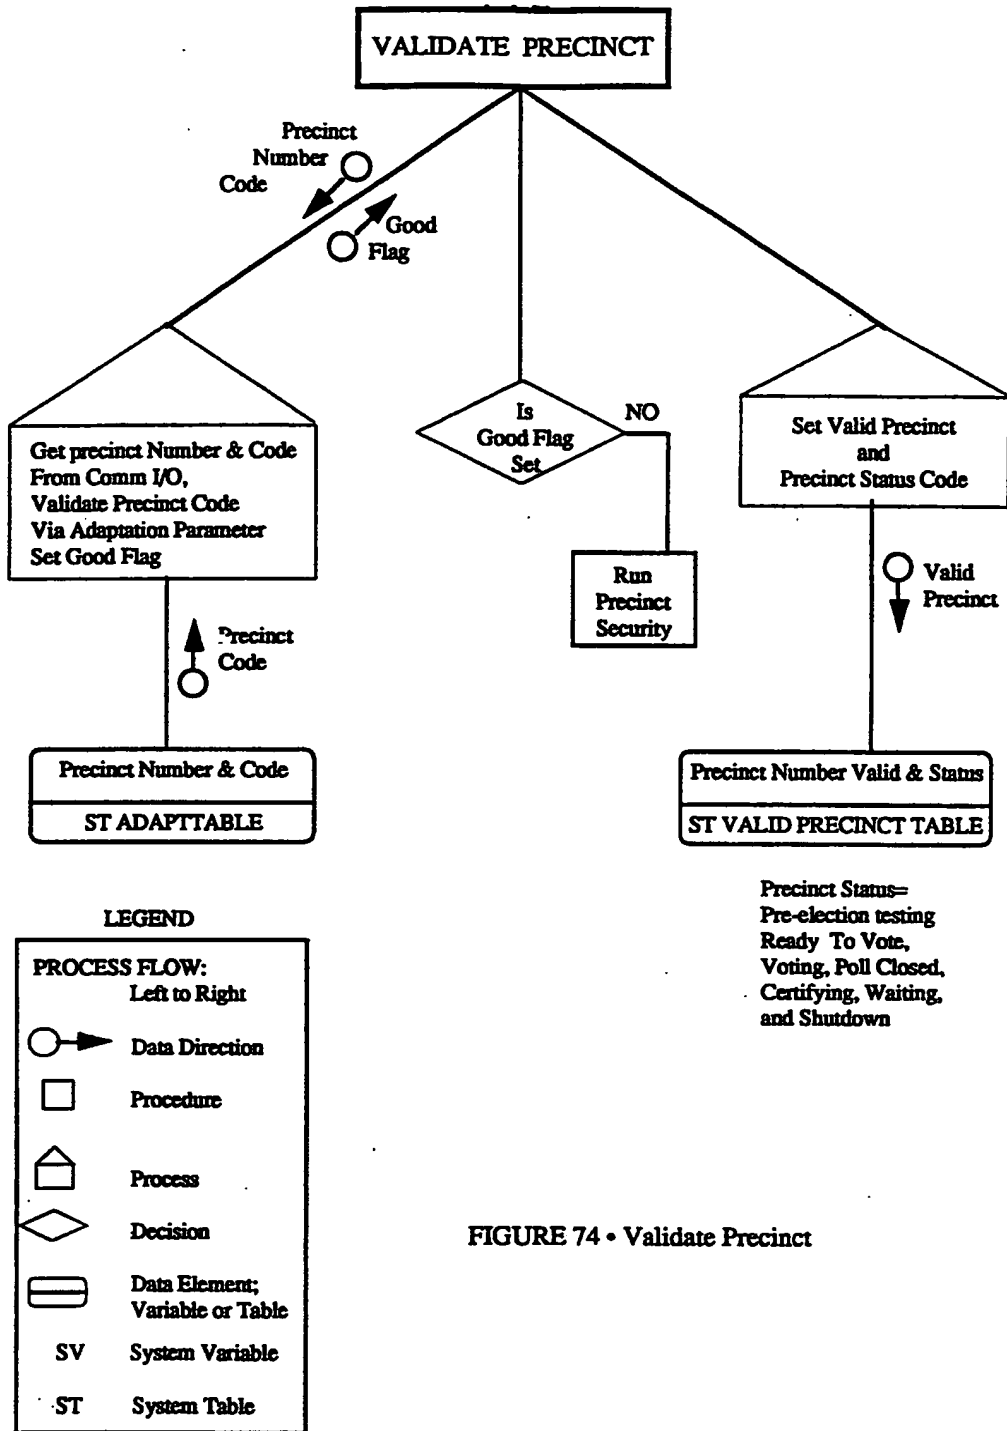 VALIDATE PRECINCT
Precinct
Number
Code
Good
Flag
Get precinct Number & Code
From Comm I/O,
Validate Precinct Code
Via Adaptation Parameter
Set Good Flag
Is
Good Flag
Set
NO
Run
Precinct
Security
Set Valid Precinct
and
Precinct Status Code
Precinct
Code
Valid
Precinct
Precinct Number & Code
ST ADAPTTABLE
Precinct Number Valid & Status
ST VALID PRECINCT TABLE
Precinct Status=
Pre-election testing
Ready To Vote,
Voting, Poll Closed,
Certifying, Waiting,
and Shutdown
LEGEND
PROCESS FLOW:
Left to Right
Data Direction
Procedure
Process
Decision
Data Element;
Variable or Table
SV System Variable
ST System Table
FIGURE 74 • Validate Precinct